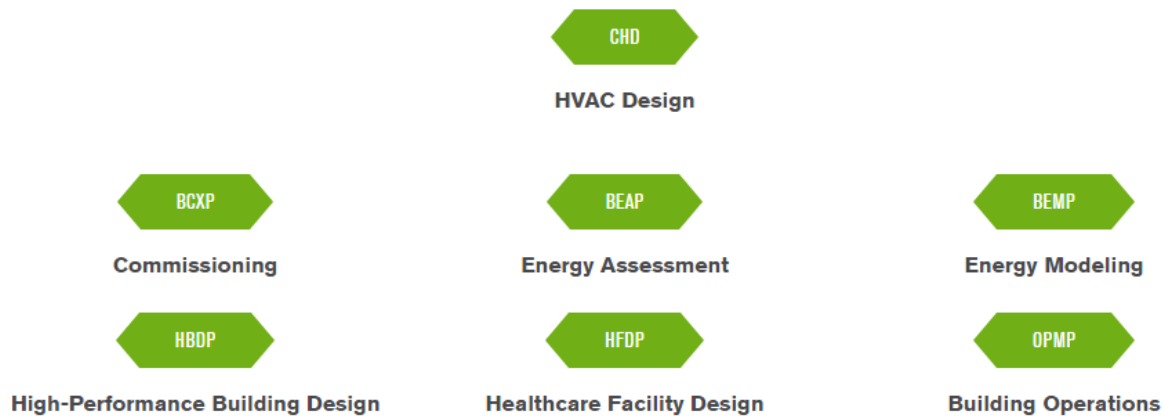 CHD
HVAC Design
BCXP
Commissioning
BEAP
Energy Assessment
BEMP
Energy Modeling
HBDP
High-Performance Building Design
HFDP
Healthcare Facility Design
OPMP
Building Operations